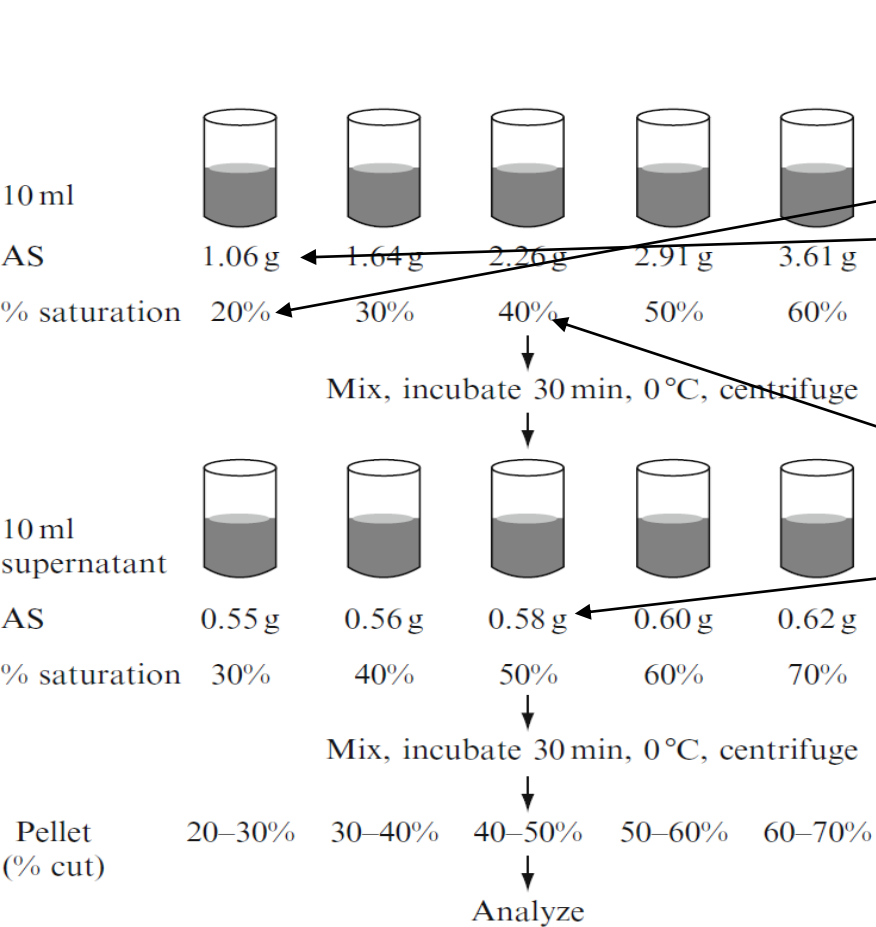 10 ml
AS 1.06 g 1.64 g 2.26 g 2.91 g 3.61 g
% saturation 20% 30% 40% 50% 60%
Mix, incubate 30 min, 0 °C, centrifuge
10 ml
supernatant
AS 0.55 g 0.56 g 0.58 g 0.60 g 0.62 g
% saturation 30% 40% 50% 60% 70%
Mix, incubate 30 min, 0 °C, centrifuge
Pellet 20–30% 30–40% 40–50% 50–60% 60–70%
(% cut)
Analyze